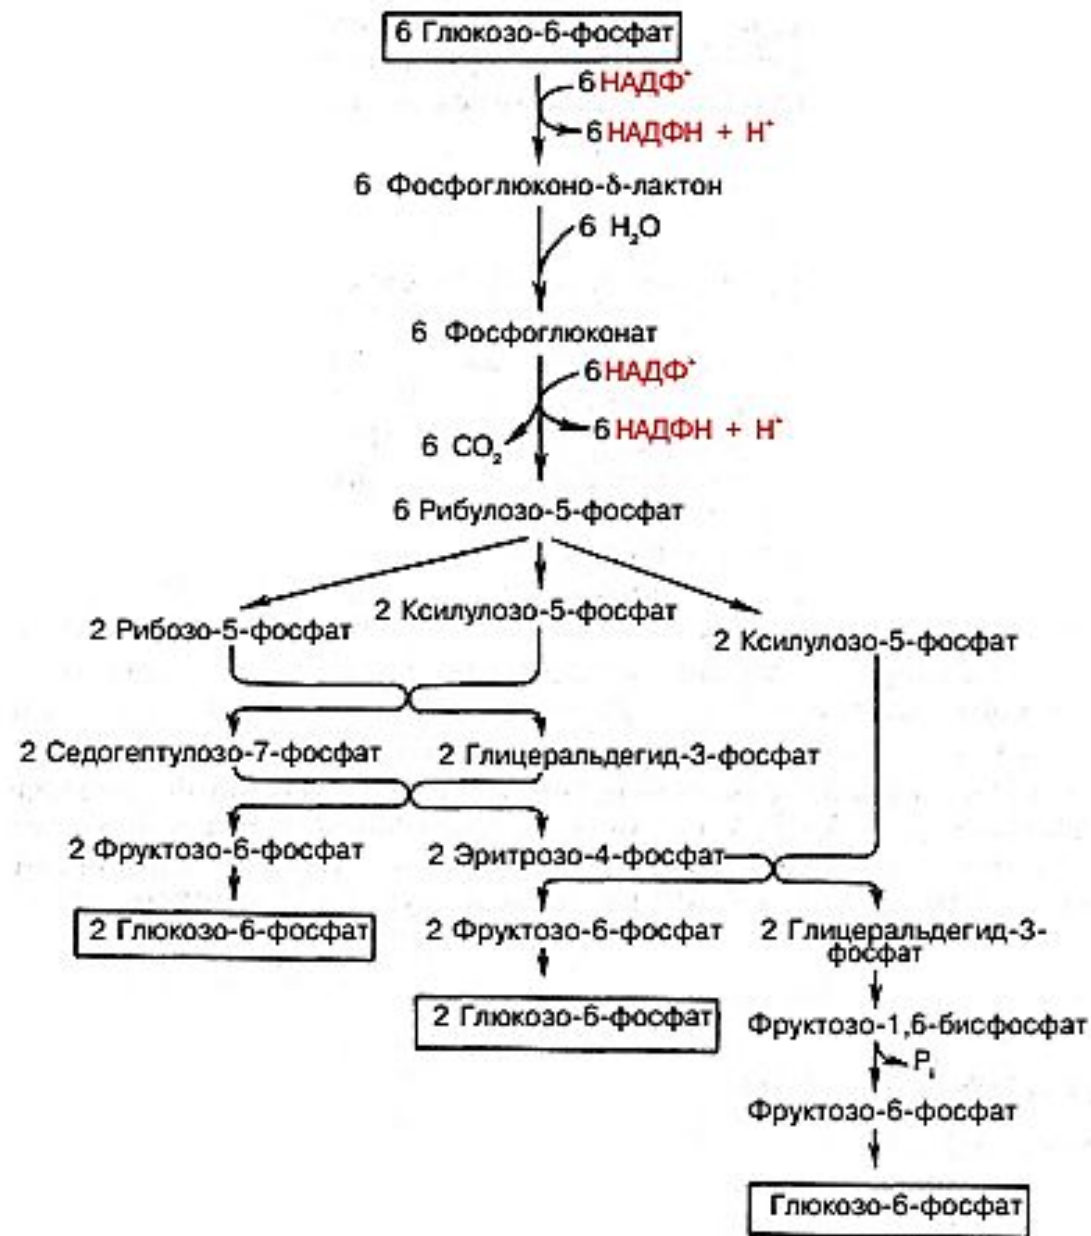 6 Глюкозо-6-фосфат
6 НАДФ⁺
6 НАДФН + Н⁺
6 Фосфоглюконо-δ-лактон
6 H₂O
6 Фосфоглюконат
6 НАДФ⁺
6 НАДФН + Н⁺
6 CO₂
6 Рибулозо-5-фосфат
2 Рибозо-5-фосфат
2 Ксилулозо-5-фосфат
2 Ксилулозо-5-фосфат
2 Седогептулозо-7-фосфат
2 Глицеральдегид-3-фосфат
2 Фруктозо-6-фосфат
2 Эритрозо-4-фосфат
2 Глюкозо-6-фосфат
2 Фруктозо-6-фосфат
2 Глицеральдегид-3-
фосфат
2 Глюкозо-6-фосфат
Фруктозо-1,6-бисфосфат
Pᵢ
Фруктозо-6-фосфат
Глюкозо-6-фосфат